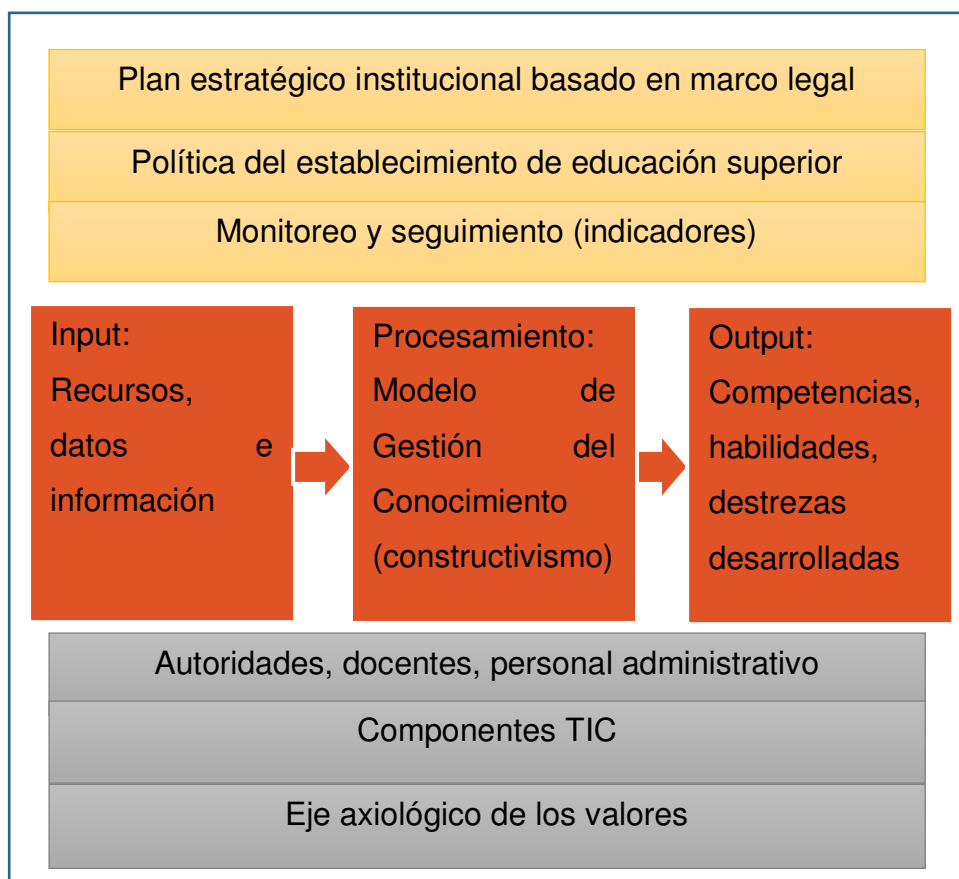 Plan estratégico institucional basado en marco legal
Política del establecimiento de educación superior
Monitoreo y seguimiento (indicadores)
Input:
Recursos,
datos e
información
Procesamiento:
Modelo de
Gestión del
Conocimiento
(constructivismo)
Output:
Competencias,
habilidades,
destrezas
desarrolladas
Autoridades, docentes, personal administrativo
Componentes TIC
Eje axiológico de los valores